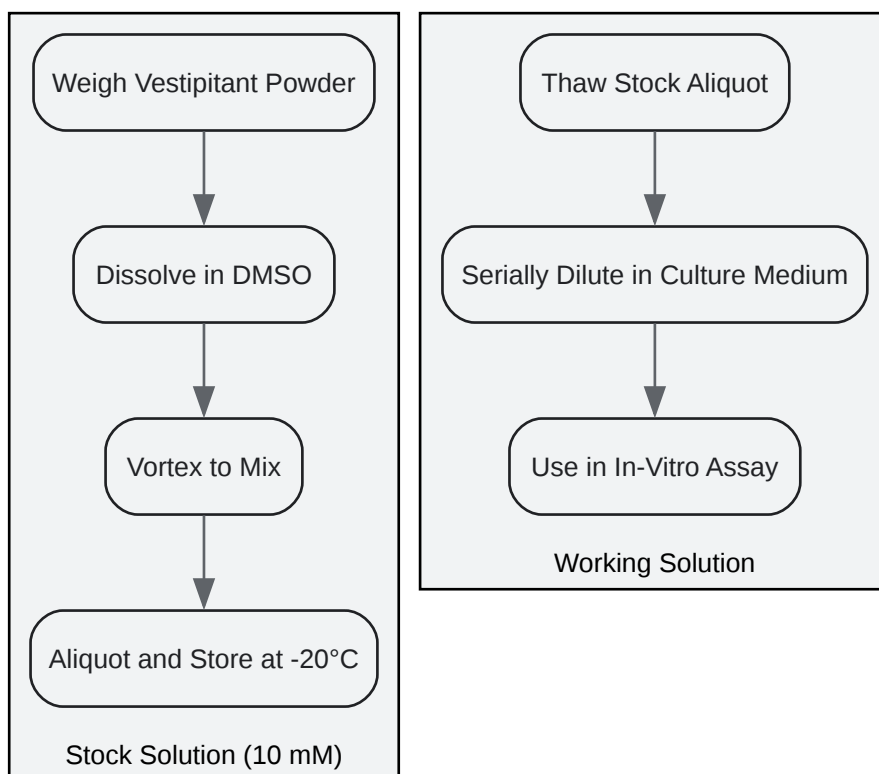 Weigh Vestipitant Powder
Dissolve in DMSO
Vortex to Mix
Aliquot and Store at -20°C
Stock Solution (10 mM)
Thaw Stock Aliquot
Serially Dilute in Culture Medium
Use in In-Vitro Assay
Working Solution